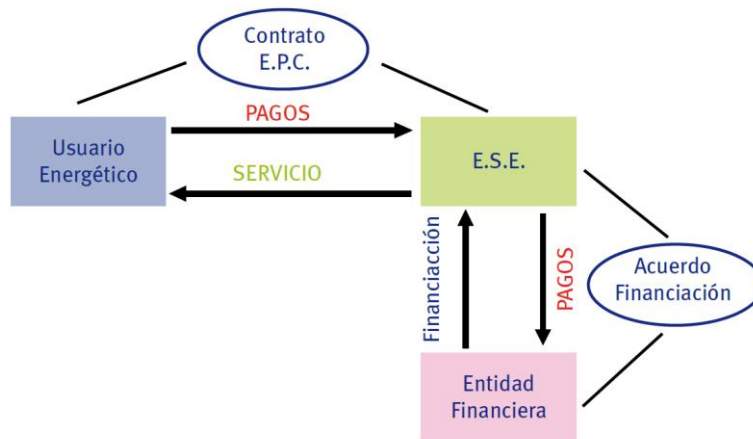 Contrato
E.P.C.
PAGOS
Usuario
Energético
E.S.E.
SERVICIO
Financiacción
PAGOS
Acuerdo
Financiación
Entidad
Financiera